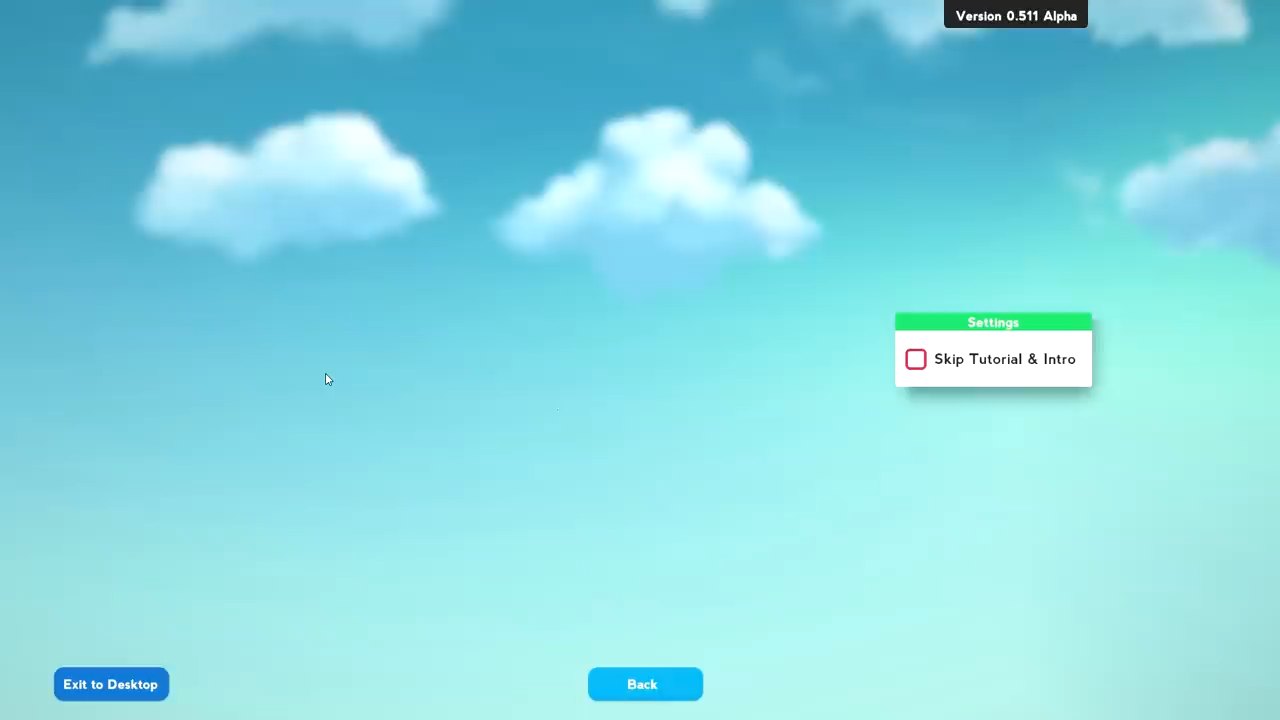 Version 0.511 Alpha
Settings
Skip Tutorial & Intro
Exit to Desktop
Back